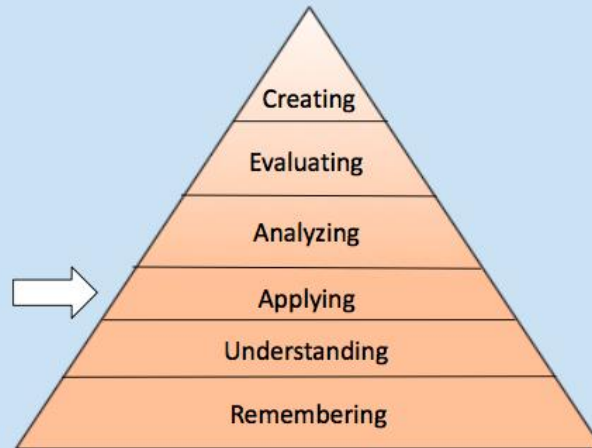 Creating
Evaluating
Analyzing
Applying
Understanding
Remembering